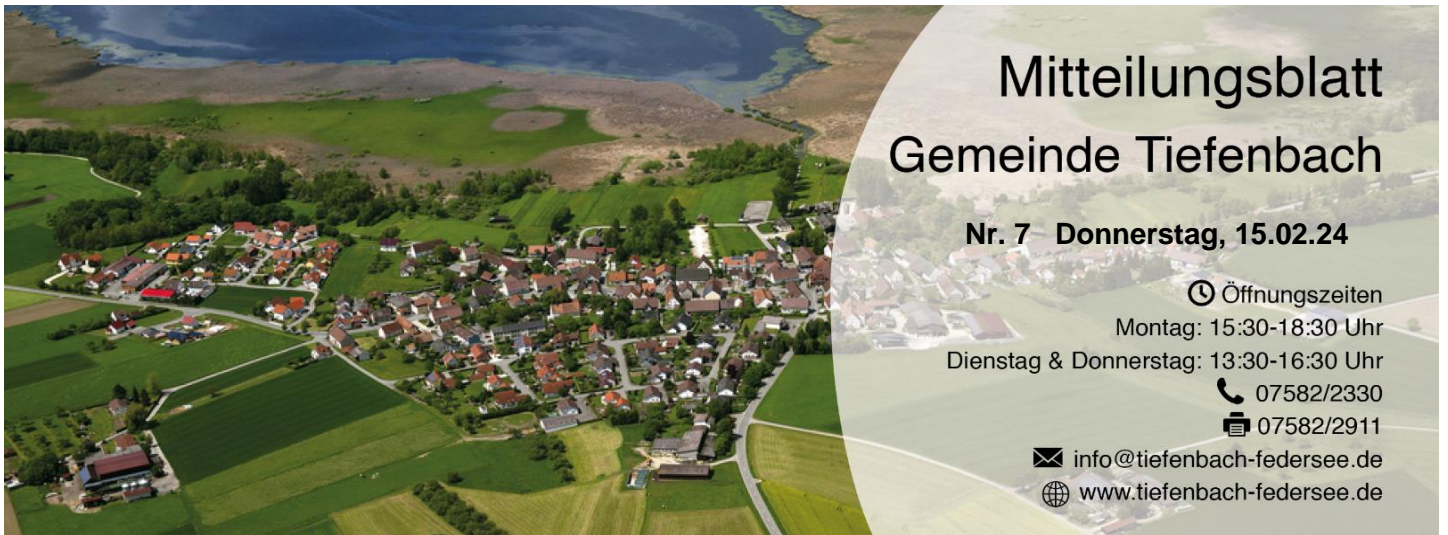 Mitteilungsblatt
Gemeinde Tiefenbach
Nr. 7 Donnerstag, 15.02.24
Öffnungszeiten
Montag: 15:30-18:30 Uhr
Dienstag & Donnerstag: 13:30-16:30 Uhr
07582/2330
07582/2911
info@tiefenbach-federsee.de
www.tiefenbach-federsee.de